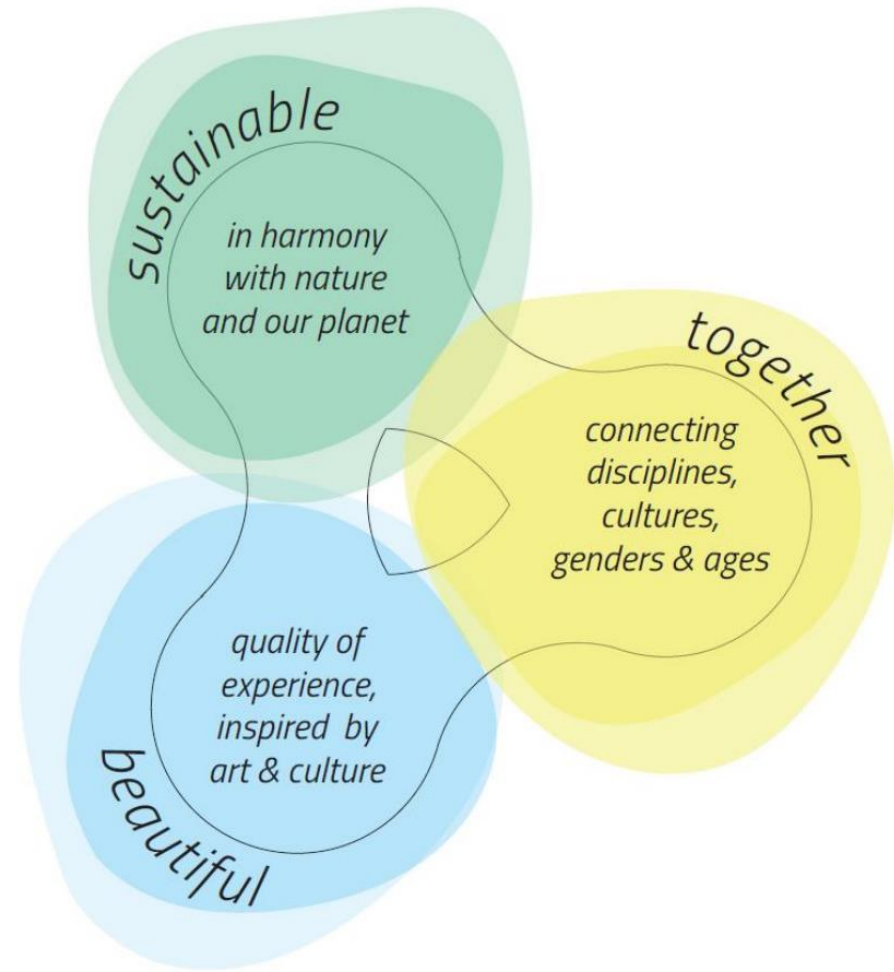 sustainable
in harmony
with nature
and our planet
together
connecting
disciplines,
cultures,
genders & ages
beautiful
quality of
experience,
inspired by
art & culture